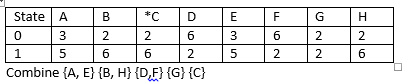 State A B *C D E F G H
0 3 2 2 6 3 6 2 2
1 5 6 6 2 5 2 2 6
Combine {A, E} {B, H} {D,F} {G} {C}